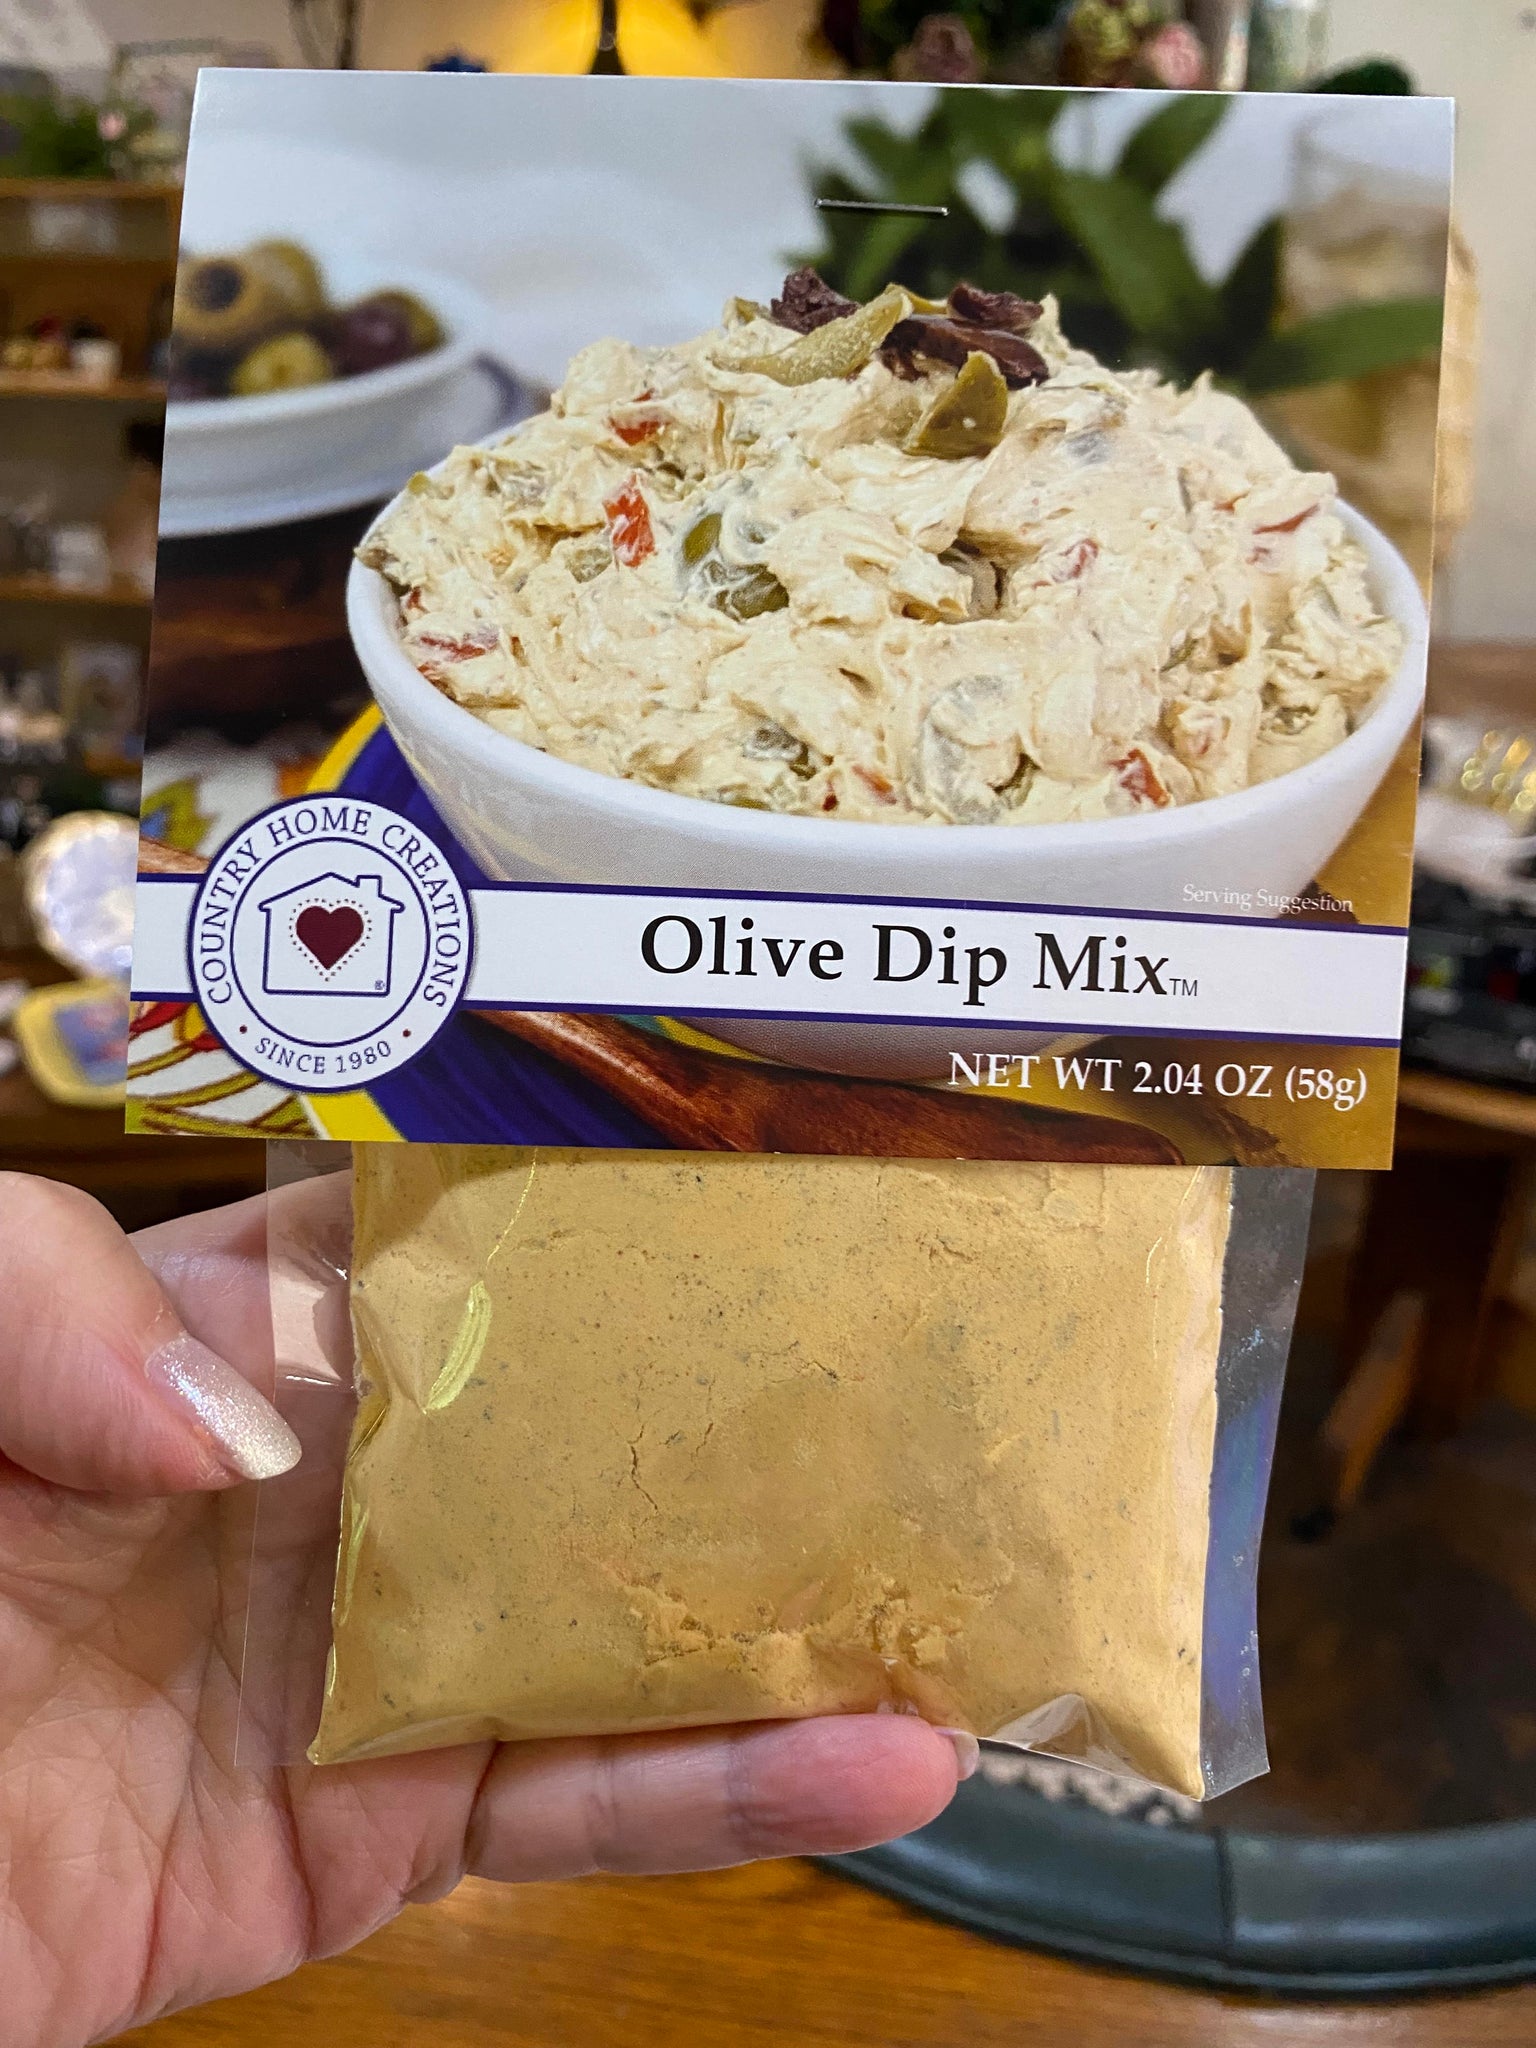 Serving Suggestion
COUNTRY HOME CREATIONS
®
• SINCE 1980 •
Olive Dip Mix™
NET WT 2.04 OZ (58g)